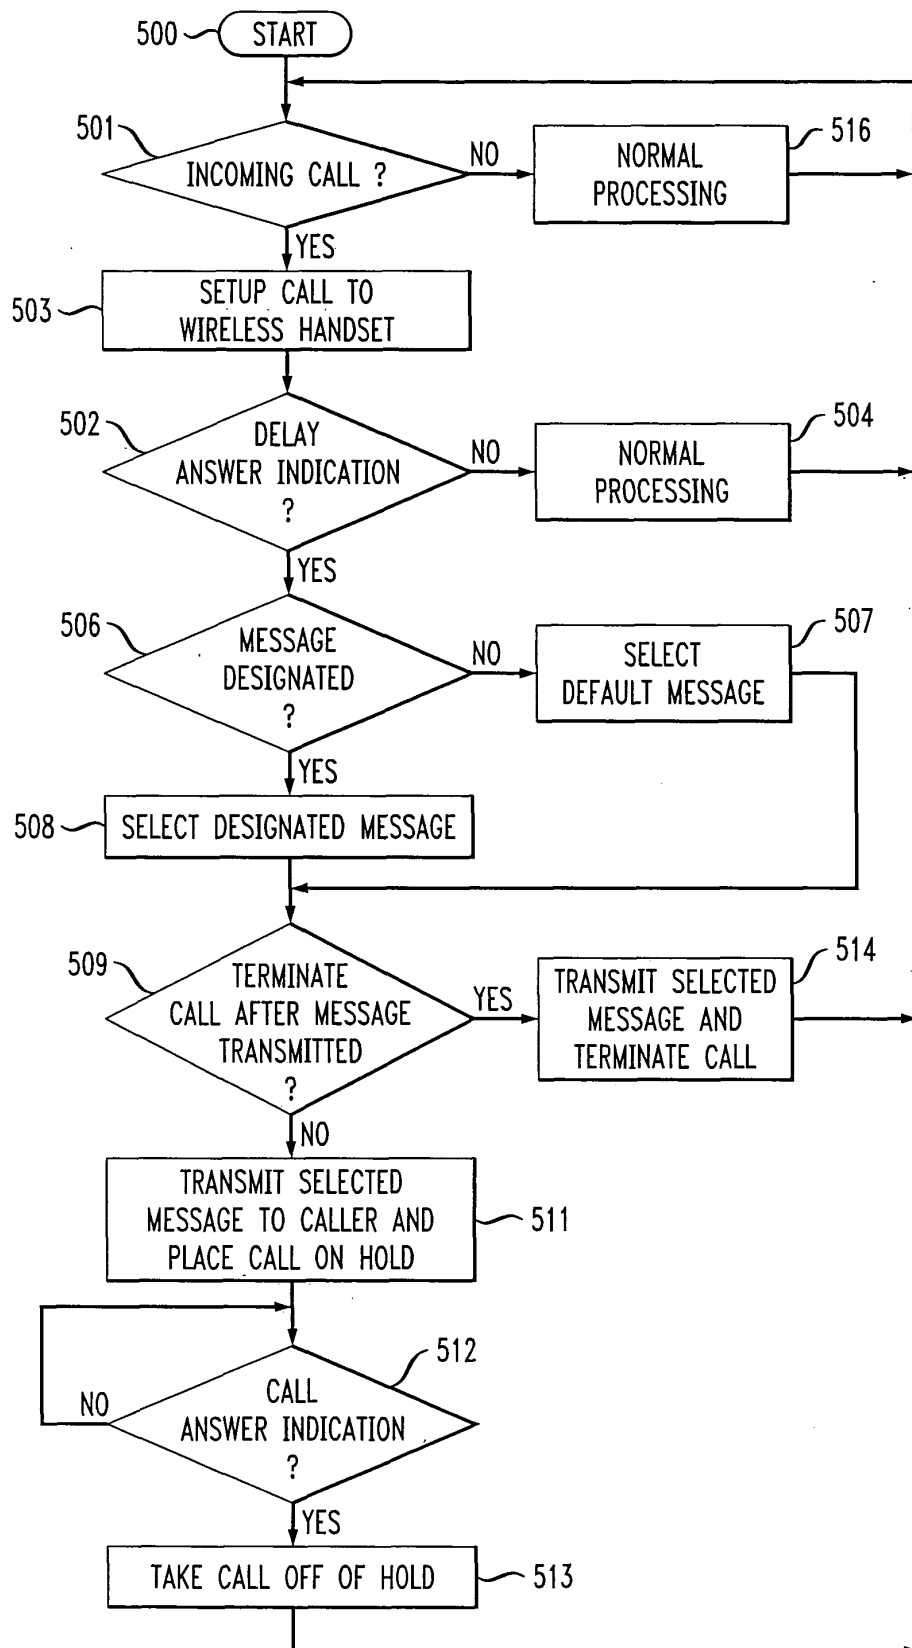 500
START
501
INCOMING CALL ?
NO
NORMAL
PROCESSING
516
YES
503
SETUP CALL TO
WIRELESS HANDSET
502
DELAY
ANSWER INDICATION
?
NO
NORMAL
PROCESSING
504
YES
506
MESSAGE
DESIGNATED
?
NO
SELECT
DEFAULT MESSAGE
507
YES
508
SELECT DESIGNATED MESSAGE
509
TERMINATE
CALL AFTER MESSAGE
TRANSMITTED
?
YES
TRANSMIT SELECTED
MESSAGE AND
TERMINATE CALL
514
NO
TRANSMIT SELECTED
MESSAGE TO CALLER AND
PLACE CALL ON HOLD
511
512
CALL
ANSWER INDICATION
?
NO
YES
TAKE CALL OFF OF HOLD
513